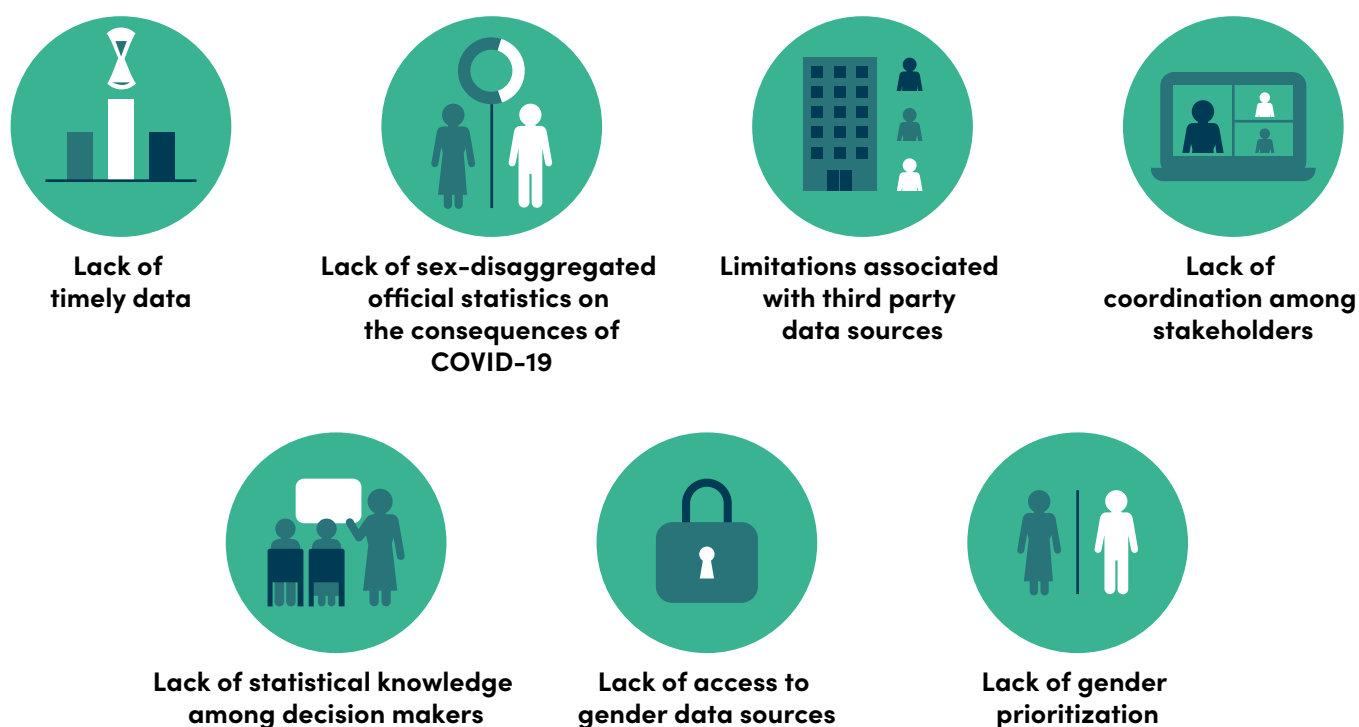 Lack of
timely data
Lack of sex-disaggregated
official statistics on
the consequences of
COVID-19
Limitations associated
with third party
data sources
Lack of
coordination among
stakeholders
Lack of statistical knowledge
among decision makers
Lack of access to
gender data sources
Lack of gender
prioritization